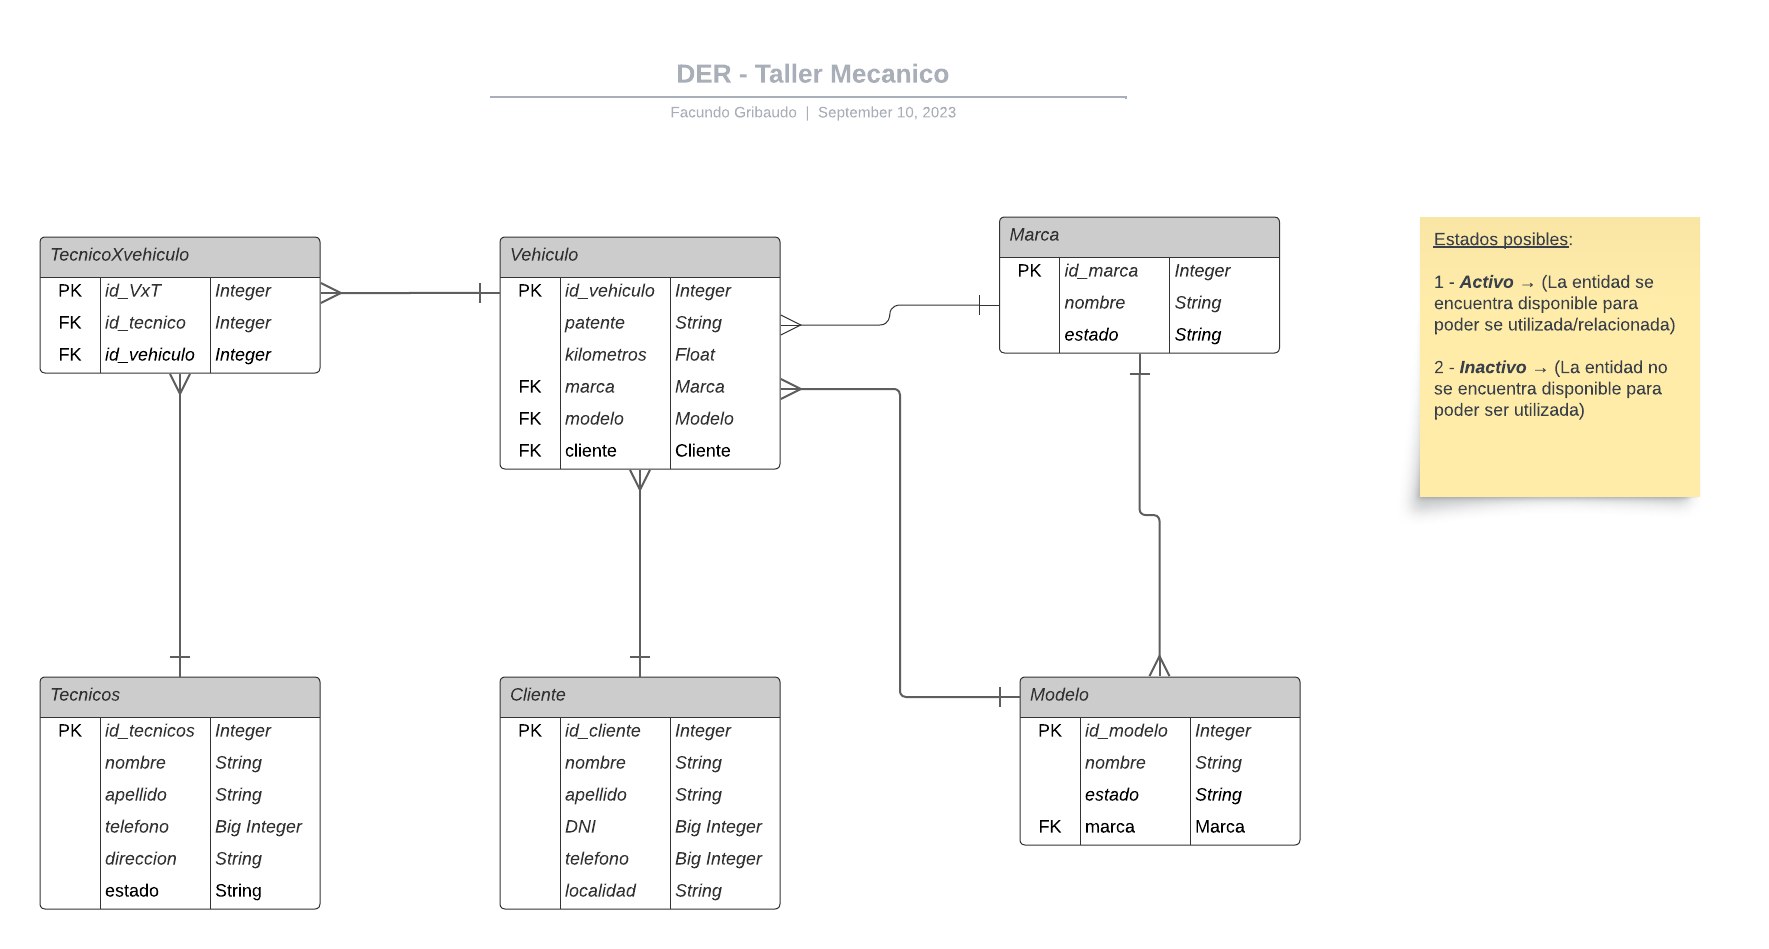 DER - Taller Mecanico
Facundo Gribaudo | September 10, 2023
TecnicoXvehiculo
PK id_VxT Integer
FK id_tecnico Integer
FK id_vehiculo Integer
Vehiculo
PK id_vehiculo Integer
patente String
kilometros Float
FK marca Marca
FK modelo Modelo
FK cliente Cliente
Marca
PK id_marca Integer
nombre String
estado String
Estados posibles:
1 - Activo → (La entidad se
encuentra disponible para
poder se utilizada/relacionada)
2 - Inactivo → (La entidad no
se encuentra disponible para
poder ser utilizada)
Tecnicos
PK id_tecnicos Integer
nombre String
apellido String
telefono Big Integer
direccion String
estado String
Cliente
PK id_cliente Integer
nombre String
apellido String
DNI Big Integer
telefono Big Integer
localidad String
Modelo
PK id_modelo Integer
nombre String
estado String
FK marca Marca